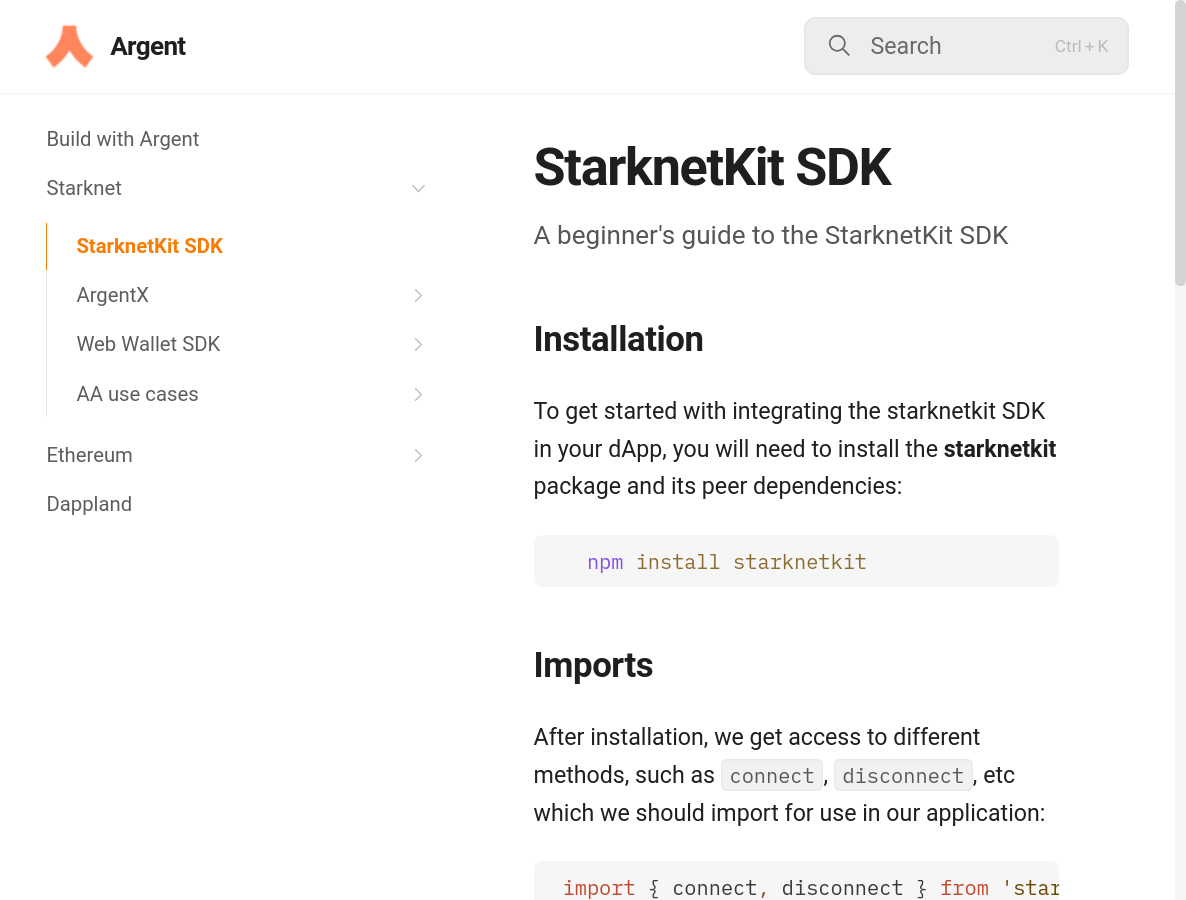 Argent
Search
Ctrl + K
Build with Argent
Starknet
StarknetKit SDK
ArgentX
Web Wallet SDK
AA use cases
Ethereum
Dappland
StarknetKit SDK
A beginner's guide to the StarknetKit SDK
Installation
To get started with integrating the starknetkit SDK
in your dApp, you will need to install the starknetkit
package and its peer dependencies:
npm install starknetkit
Imports
After installation, we get access to different
methods, such as connect, disconnect, etc
which we should import for use in our application:
import { connect, disconnect } from 'star